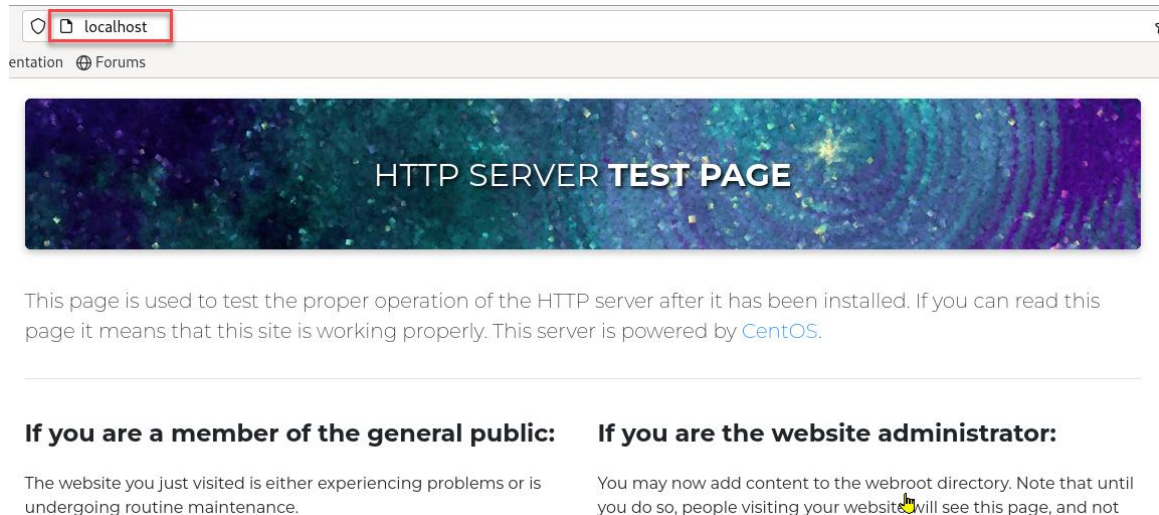 localhost
entation Forums
HTTP SERVER TEST PAGE
This page is used to test the proper operation of the HTTP server after it has been installed. If you can read this
page it means that this site is working properly. This server is powered by CentOS.
If you are a member of the general public:
The website you just visited is either experiencing problems or is
undergoing routine maintenance.
If you are the website administrator:
You may now add content to the webroot directory. Note that until
you do so, people visiting your website will see this page, and not